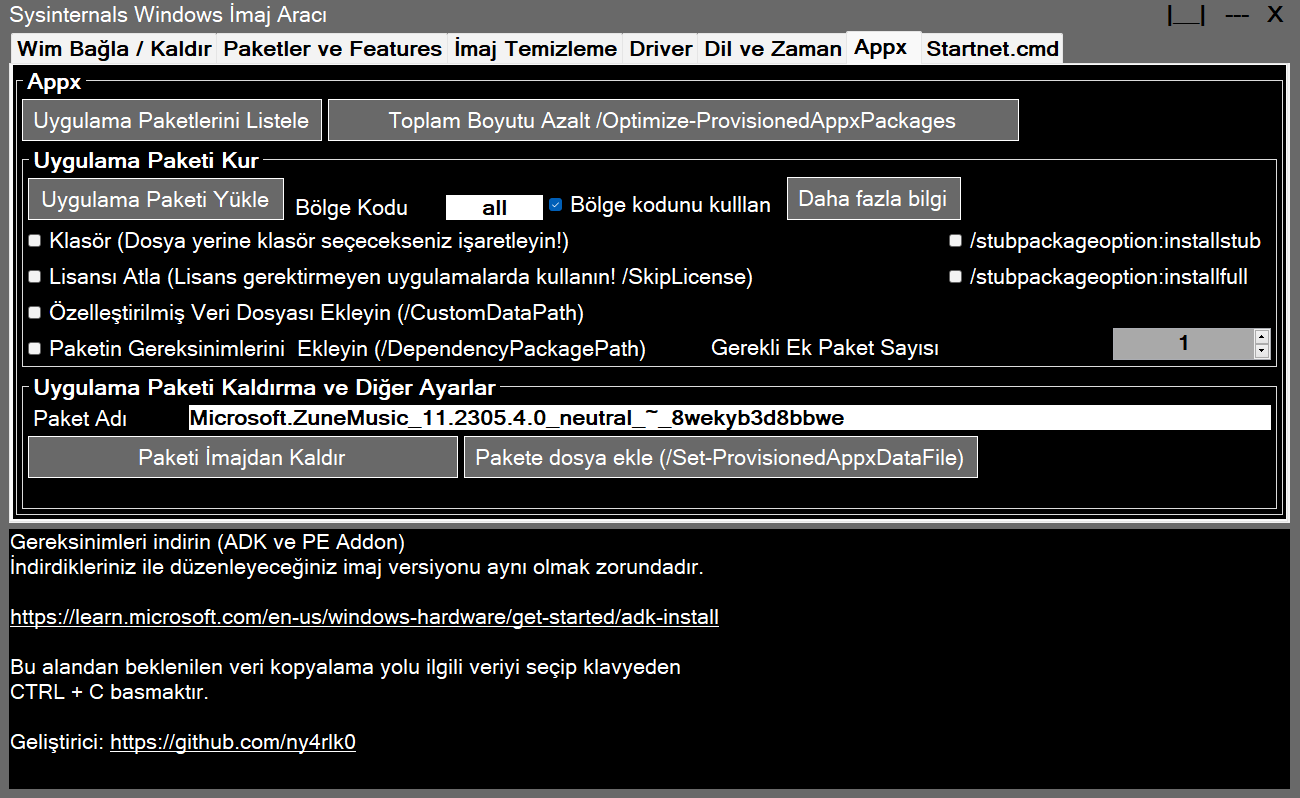 Sysinternals Windows İmaj Aracı |__| --- X
Wim Bağla / Kaldır Paketler ve Features İmaj Temizleme Driver Dil ve Zaman Appx Startnet.cmd
Appx
Uygulama Paketlerini Listele Toplam Boyutu Azalt /Optimize-ProvisionedAppxPackages
Uygulama Paketi Kur
Uygulama Paketi Yükle Bölge Kodu all Bölge kodunu kulllan Daha fazla bilgi
Klasör (Dosya yerine klasör seçecekseniz işaretleyin!) /stubpackageoption:installstub
Lisansı Atla (Lisans gerektirmeyen uygulamalarda kullanın! /SkipLicense) /stubpackageoption:installfull
Özelleştirilmiş Veri Dosyası Ekleyin (/CustomDataPath)
Paketin Gereksinimlerini Ekleyin (/DependencyPackagePath) Gerekli Ek Paket Sayısı 1
Uygulama Paketi Kaldırma ve Diğer Ayarlar
Paket Adı Microsoft.ZuneMusic_11.2305.4.0_neutral_~_8wekyb3d8bbwe
Paketi İmajdan Kaldır Pakete dosya ekle (/Set-ProvisionedAppxDataFile)
Gereksinimleri indirin (ADK ve PE Addon)
İndirdikleriniz ile düzenleyeceğiniz imaj versiyonu aynı olmak zorundadır.
https://learn.microsoft.com/en-us/windows-hardware/get-started/adk-install
Bu alandan beklenilen veri kopyalama yolu ilgili veriyi seçip klavyeden
CTRL + C basmaktır.
Geliştirici: https://github.com/ny4rlk0